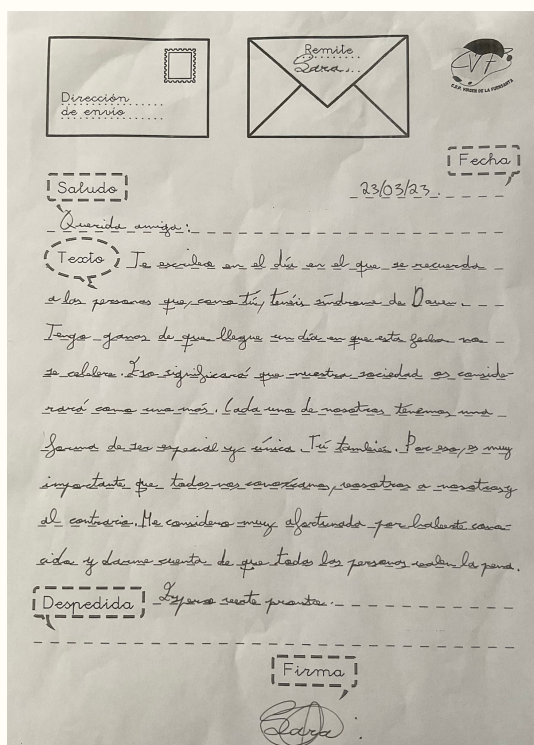 Remite
Sara
Dirección
de envío
CVF
C.E.P. VIRGEN DE LA FUENSANTA
Fecha
Saludo
23/03/23.
Querida amiga:
Texto Te escribo en el día en el que se recuerda
a las personas que, como tú, tenéis síndrome de Down.
Tengo ganas de que llegue un día en que esta fecha no
se celebre. Eso significará que nuestra sociedad os conside-
rará como uno más. Cada uno de nosotros tenemos una
forma de ser especial y única. Tú también. Por eso, es muy
importante que todos nos conozcamos, vosotros a nosotros y
al contrario. Me considero muy afortunada por haberte cono-
cido y darme cuenta de que todas las personas valen la pena.
Despedida Espero verte pronto.
Firma
Sara